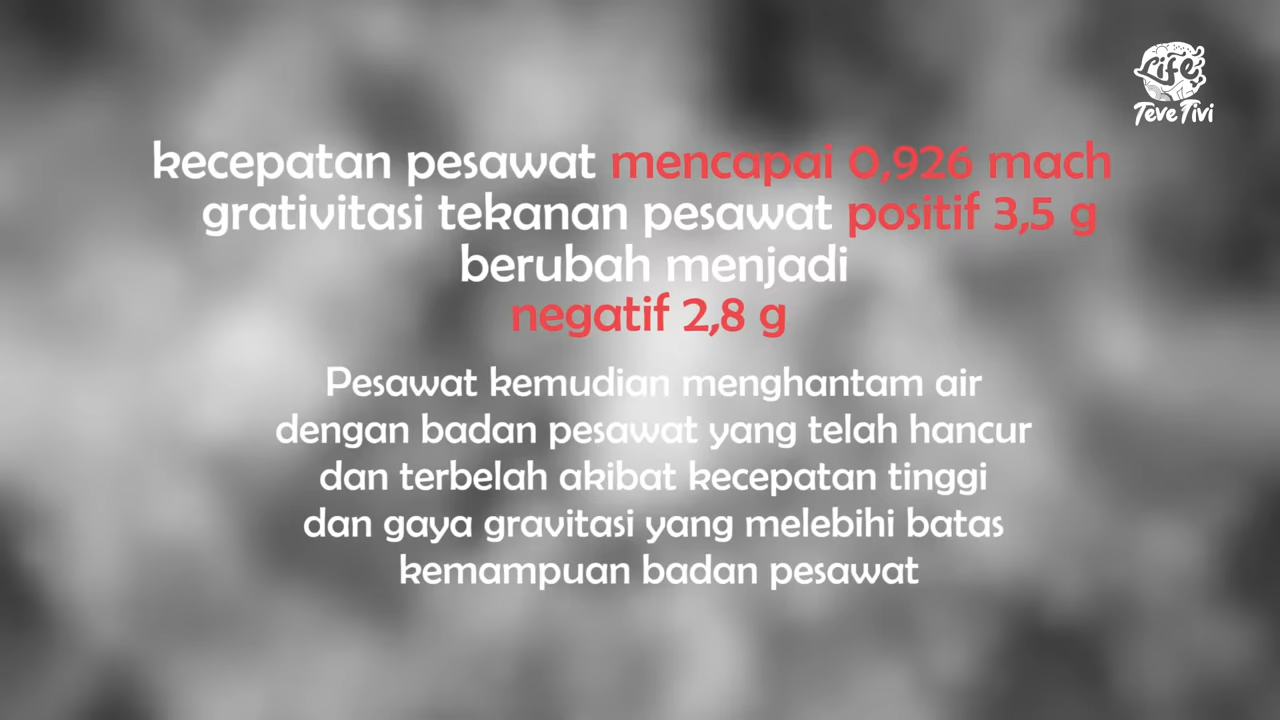 Life
Teve Tivi
kecepatan pesawat mencapai 0,926 mach
grativitasi tekanan pesawat positif 3,5 g
berubah menjadi
negatif 2,8 g
Pesawat kemudian menghantam air
dengan badan pesawat yang telah hancur
dan terbelah akibat kecepatan tinggi
dan gaya gravitasi yang melebihi batas
kemampuan badan pesawat